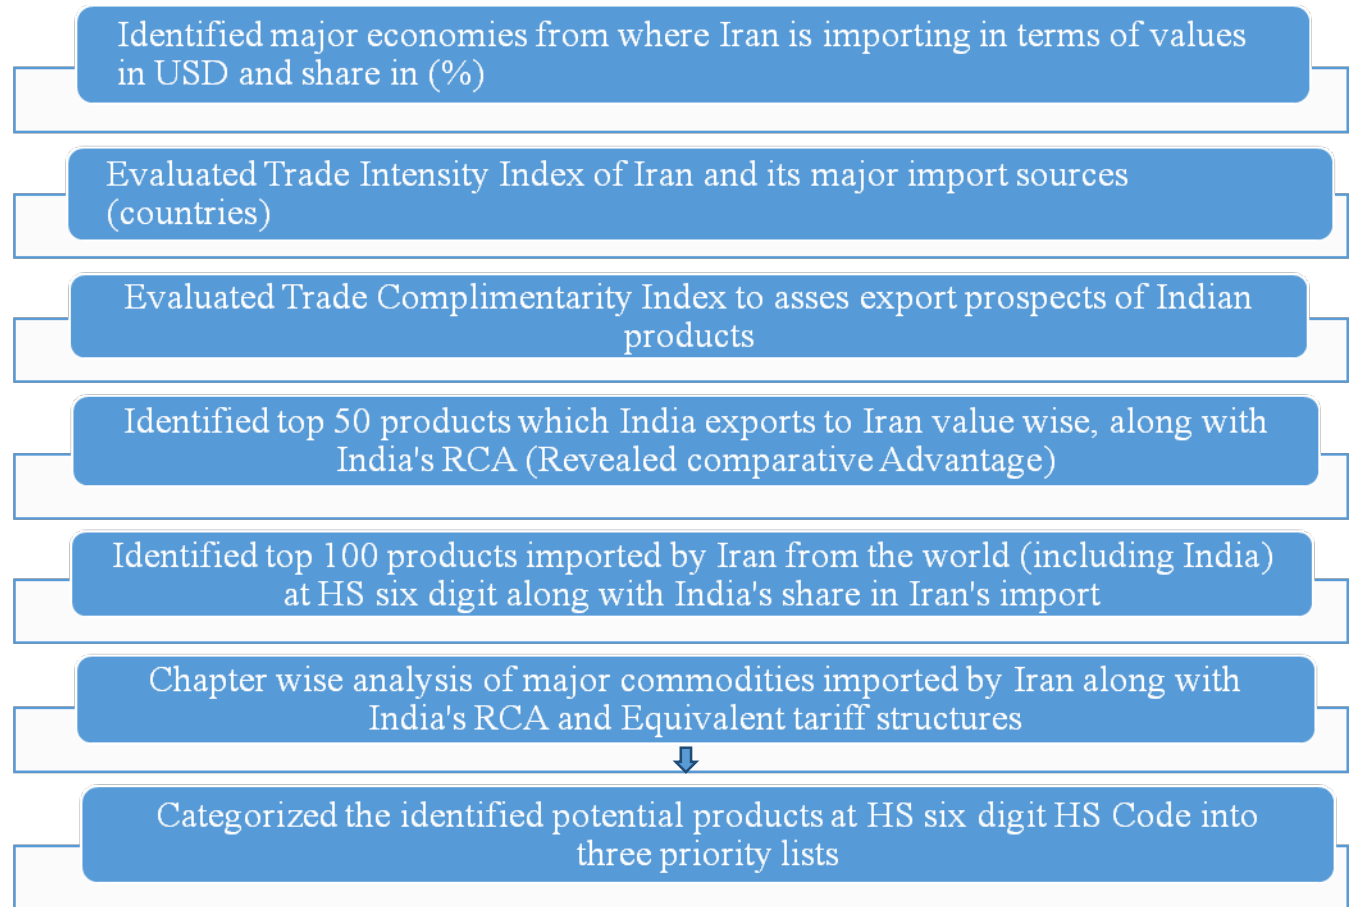 Identified major economies from where Iran is importing in terms of values
in USD and share in (%)
Evaluated Trade Intensity Index of Iran and its major import sources
(countries)
Evaluated Trade Complimentarity Index to asses export prospects of Indian
products
Identified top 50 products which India exports to Iran value wise, along with
India's RCA (Revealed comparative Advantage)
Identified top 100 products imported by Iran from the world (including India)
at HS six digit along with India's share in Iran's import
Chapter wise analysis of major commodities imported by Iran along with
India's RCA and Equivalent tariff structures
Categorized the identified potential products at HS six digit HS Code into
three priority lists